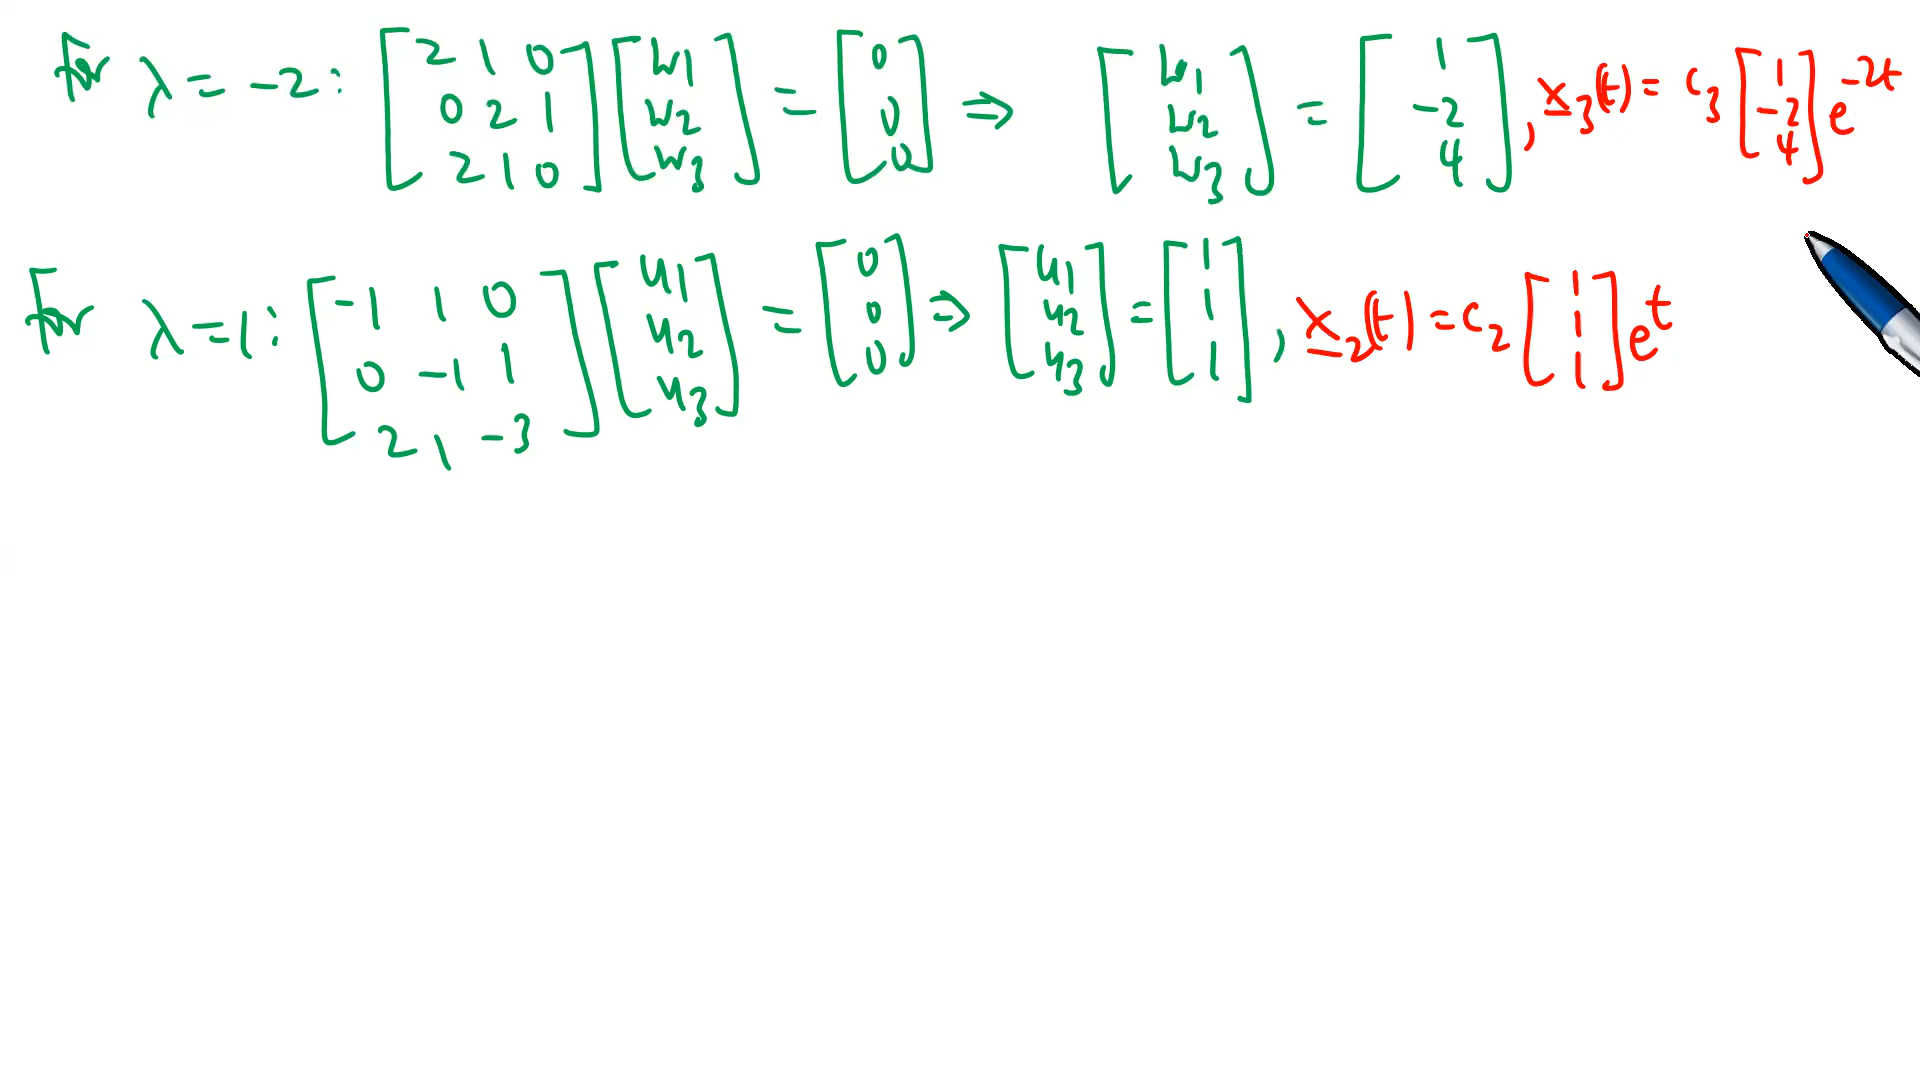 For λ = -2 : [2 1 0; 0 2 1; 2 1 0] [w1; w2; w3] = [0; 0; 0] ⇒ [w1; w2; w3] = [1; -2; 4], x3(t) = c3 [1; -2; 4] e^-2t
For λ = 1 : [-1 1 0; 0 -1 1; 2 1 -3] [u1; u2; u3] = [0; 0; 0] ⇒ [u1; u2; u3] = [1; 1; 1], x2(t) = c2 [1; 1; 1] e^t